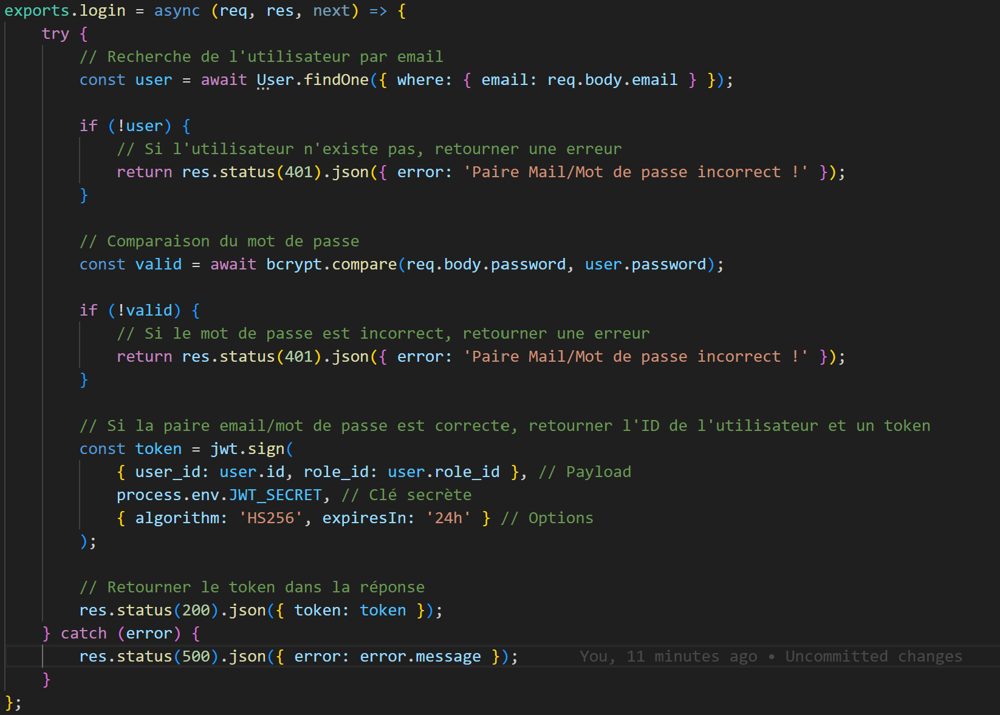 exports.login = async (req, res, next) => {
    try {
        // Recherche de l'utilisateur par email
        const user = await User.findOne({ where: { email: req.body.email } });

        if (!user) {
            // Si l'utilisateur n'existe pas, retourner une erreur
            return res.status(401).json({ error: 'Paire Mail/Mot de passe incorrect !' });
        }

        // Comparaison du mot de passe
        const valid = await bcrypt.compare(req.body.password, user.password);

        if (!valid) {
            // Si le mot de passe est incorrect, retourner une erreur
            return res.status(401).json({ error: 'Paire Mail/Mot de passe incorrect !' });
        }

        // Si la paire email/mot de passe est correcte, retourner l'ID de l'utilisateur et un token
        const token = jwt.sign(
            { user_id: user.id, role_id: user.role_id }, // Payload
            process.env.JWT_SECRET, // Clé secrète
            { algorithm: 'HS256', expiresIn: '24h' } // Options
        );

        // Retourner le token dans la réponse
        res.status(200).json({ token: token });
    } catch (error) {
        res.status(500).json({ error: error.message });       You, 11 minutes ago • Uncommitted changes
    }
};